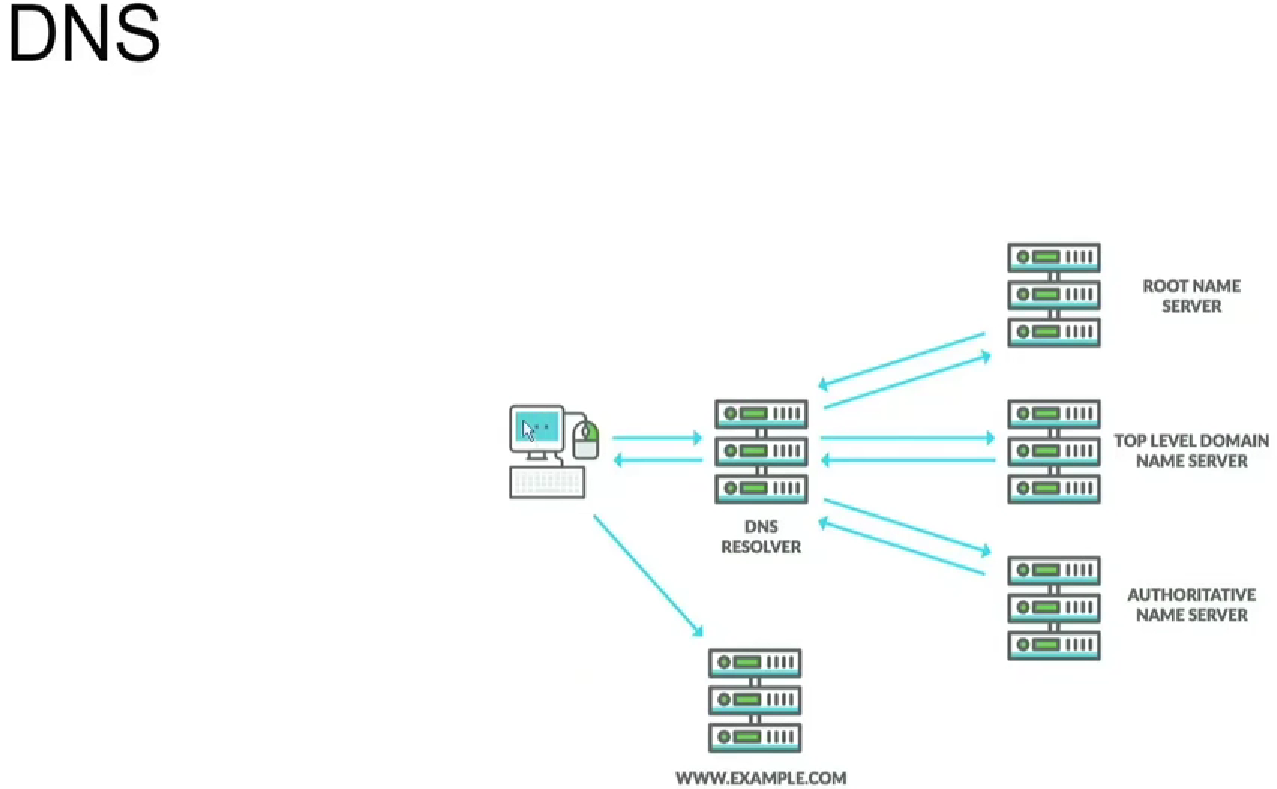 DNS
ROOT NAME
SERVER
TOP LEVEL DOMAIN
NAME SERVER
DNS
RESOLVER
AUTHORITATIVE
NAME SERVER
WWW.EXAMPLE.COM